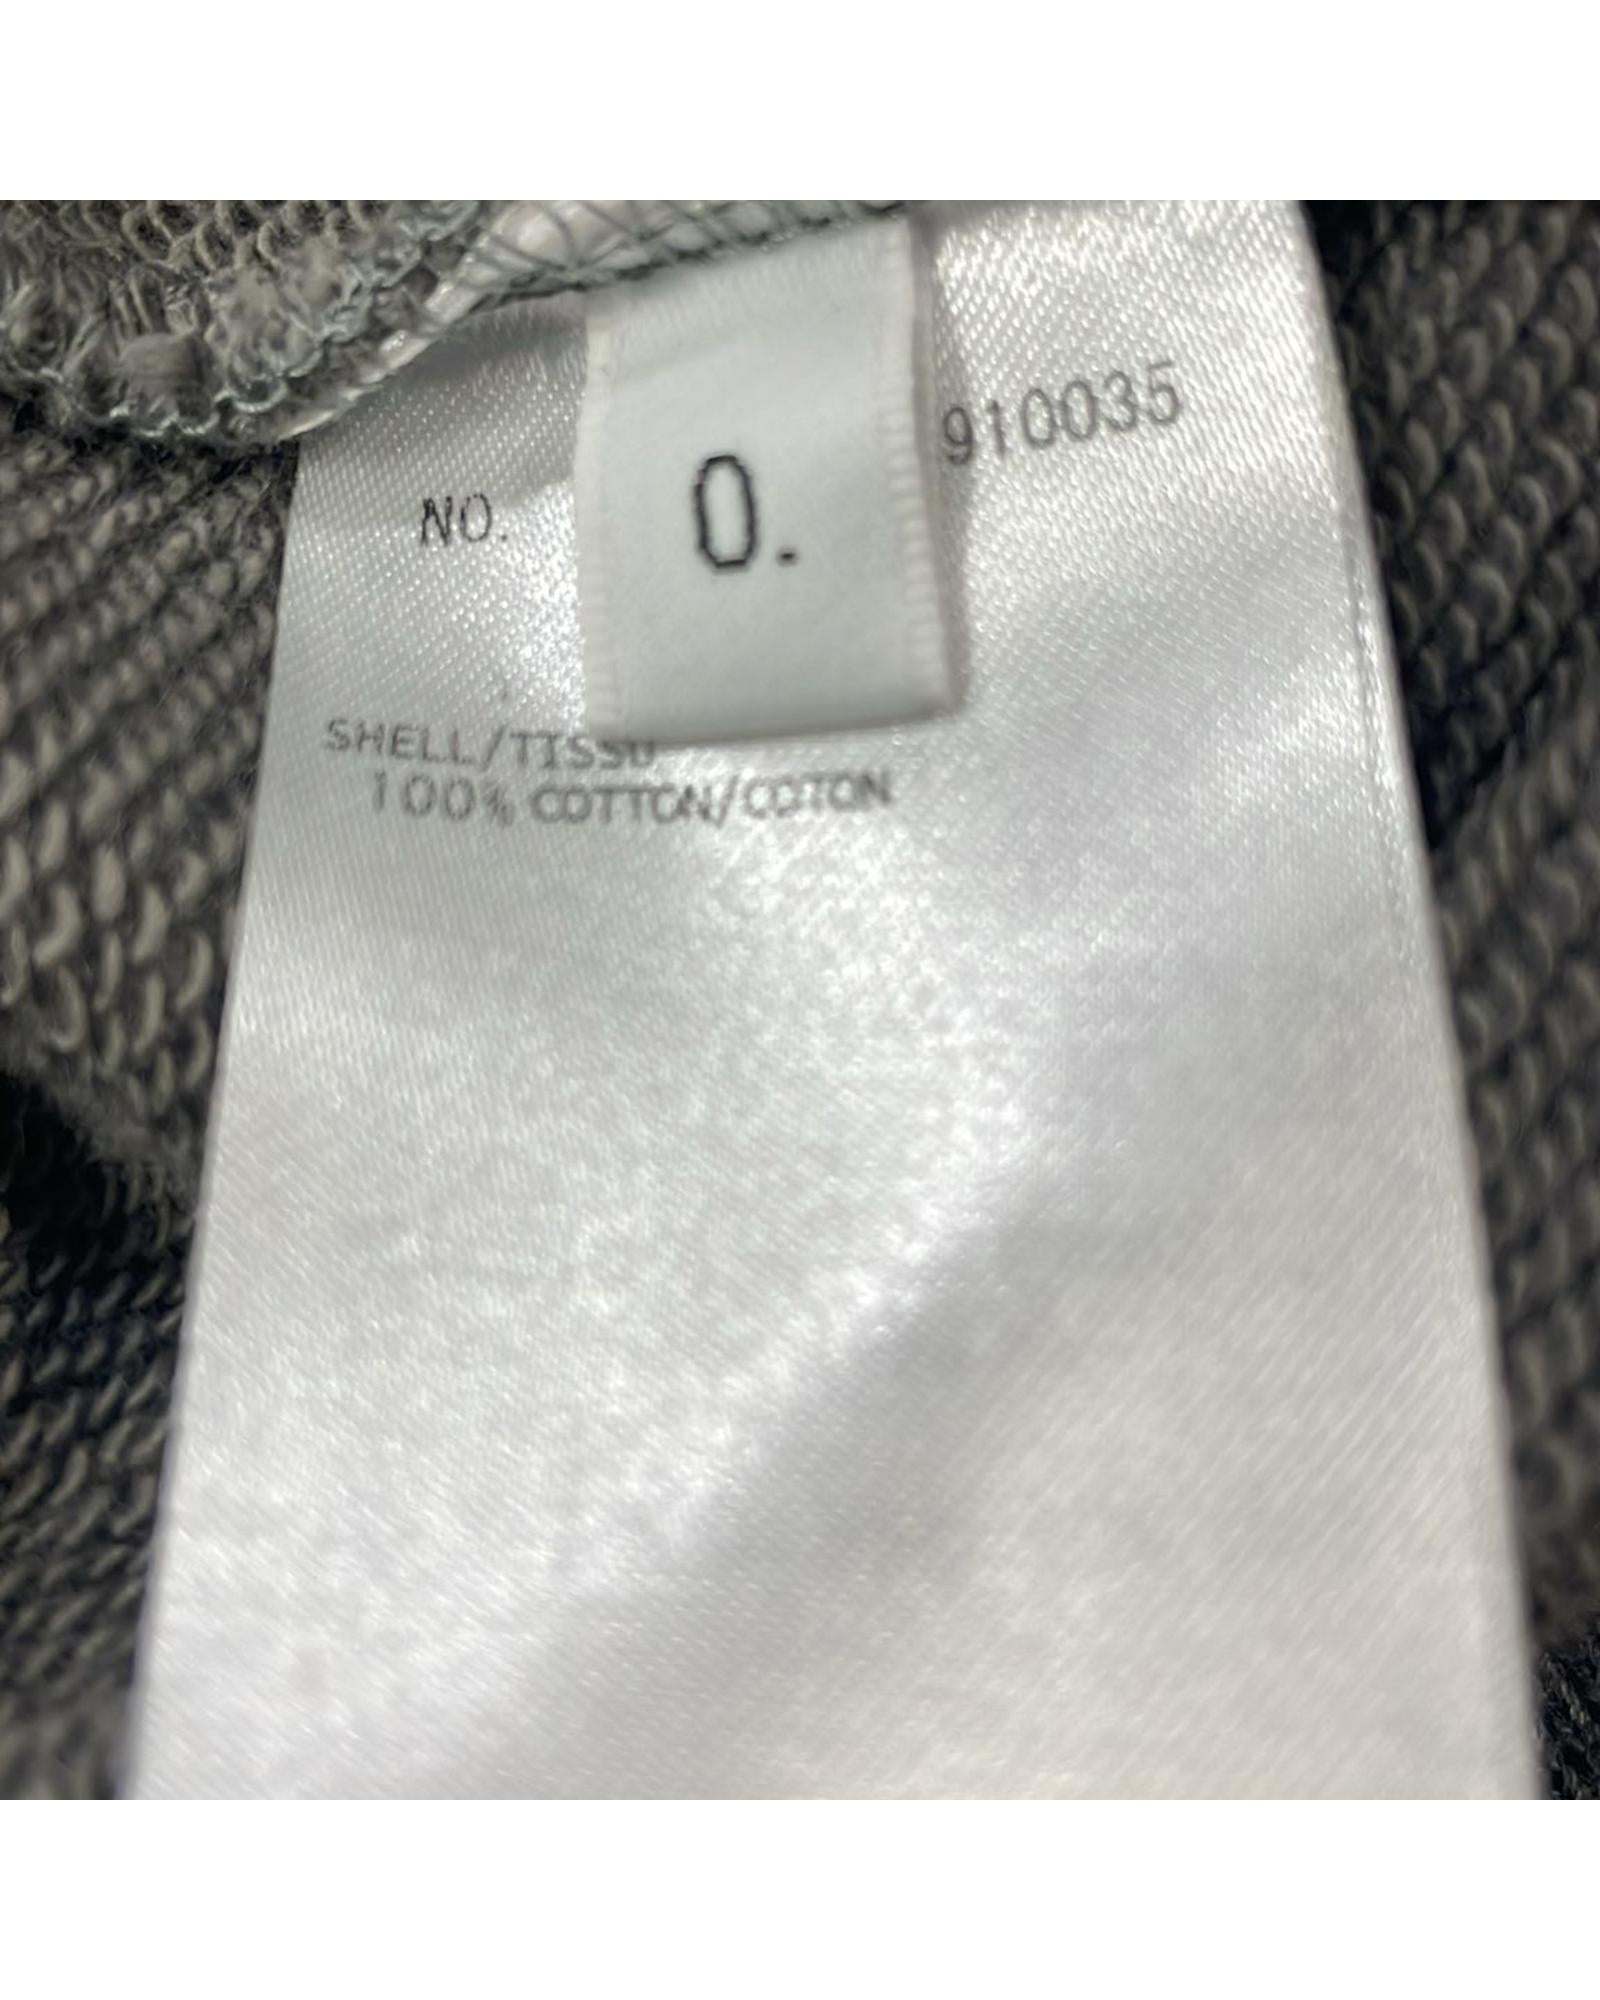 NO. 910035
0.
SHELL/TISSU
100% COTTON/COTON